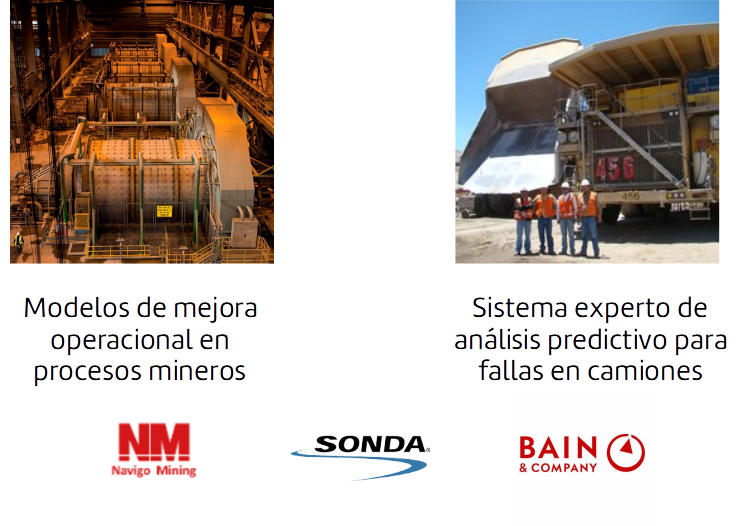 456
456
Modelos de mejora
operacional en
procesos mineros
Sistema experto de
análisis predictivo para
fallas en camiones
NM
Navigo Mining
SONDA®
BAIN
& COMPANY